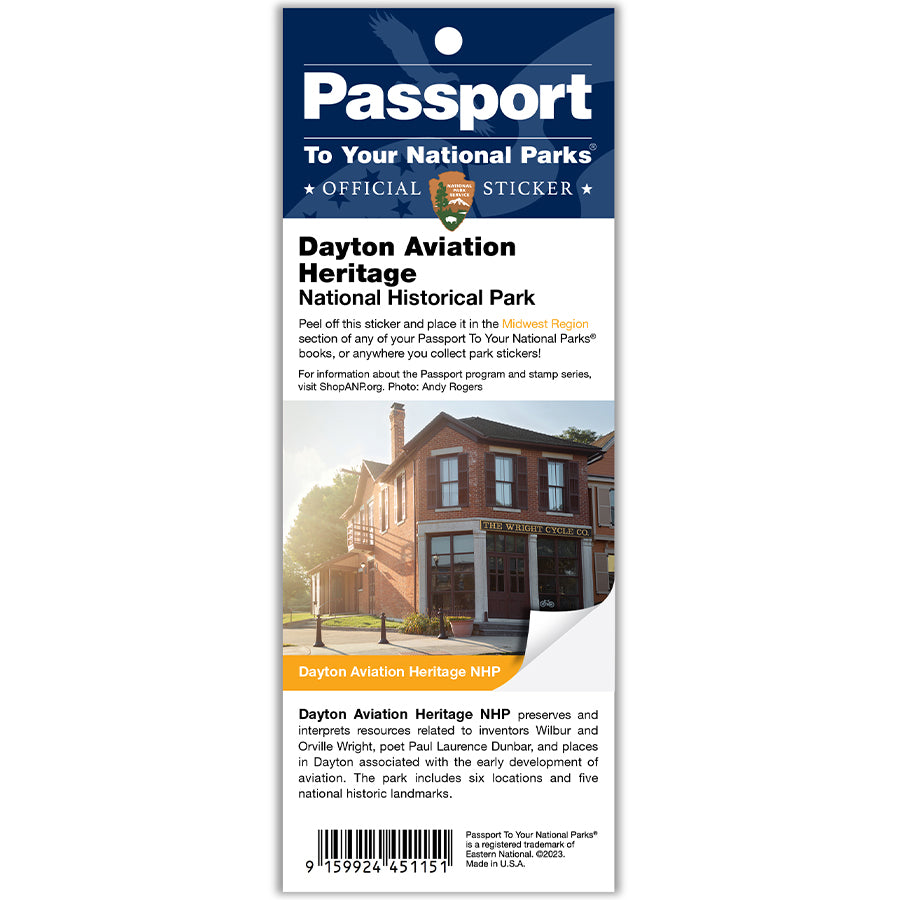 Passport
To Your National Parks®
★ OFFICIAL STICKER ★
NATIONAL
PARK
SERVICE
Dayton Aviation
Heritage
National Historical Park
Peel off this sticker and place it in the Midwest Region
section of any of your Passport To Your National Parks®
books, or anywhere you collect park stickers!
For information about the Passport program and stamp series,
visit ShopANP.org. Photo: Andy Rogers
THE WRIGHT CYCLE CO.
Dayton Aviation Heritage NHP
Dayton Aviation Heritage NHP preserves and
interprets resources related to inventors Wilbur and
Orville Wright, poet Paul Laurence Dunbar, and places
in Dayton associated with the early development of
aviation. The park includes six locations and five
national historic landmarks.
9 159924 451151
Passport To Your National Parks®
is a registered trademark of
Eastern National. ©2023.
Made in U.S.A.